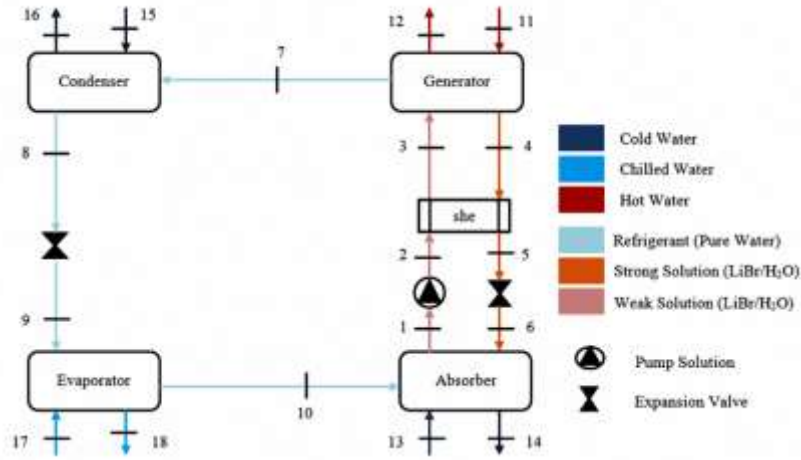 16
15
12
11
7
Condenser
Generator
8
3
4
Cold Water
Chilled Water
Hot Water
she
Refrigerant (Pure Water)
2
5
Strong Solution (LiBr/H₂O)
Weak Solution (LiBr/H₂O)
9
1
6
Pump Solution
Evaporator
Absorber
Expansion Valve
10
17
18
13
14